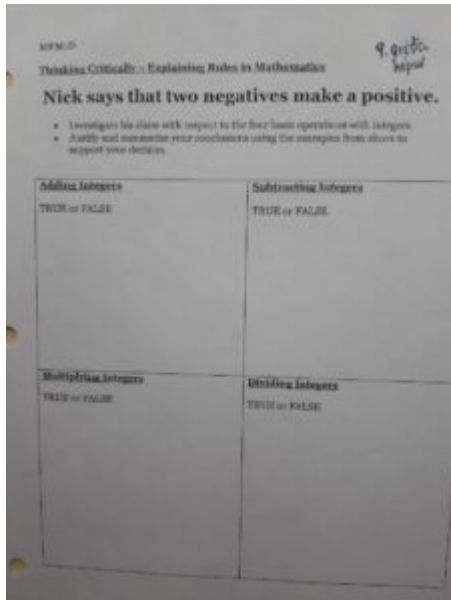 Thinking Critically – Explaining Rules in Mathematics
Nick says that two negatives make a positive.
• Investigate his claim with respect to the four basic operations with integers.
• Justify and summarize your conclusions using the examples from above to
support your decision.
Adding Integers
TRUE or FALSE
Subtracting Integers
TRUE or FALSE
Multiplying Integers
TRUE or FALSE
Dividing Integers
TRUE or FALSE